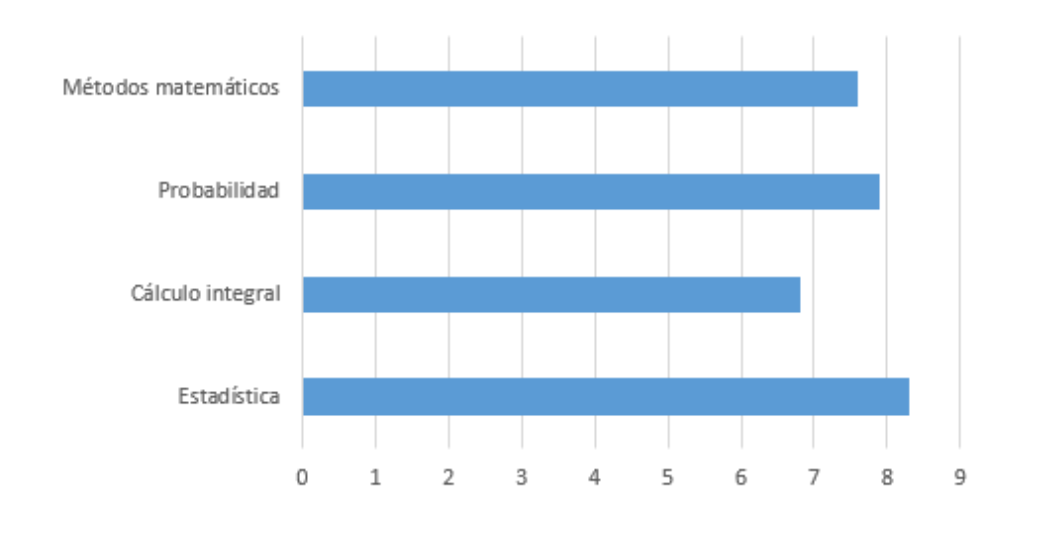 Métodos matemáticos
Probabilidad
Cálculo integral
Estadística
0 1 2 3 4 5 6 7 8 9